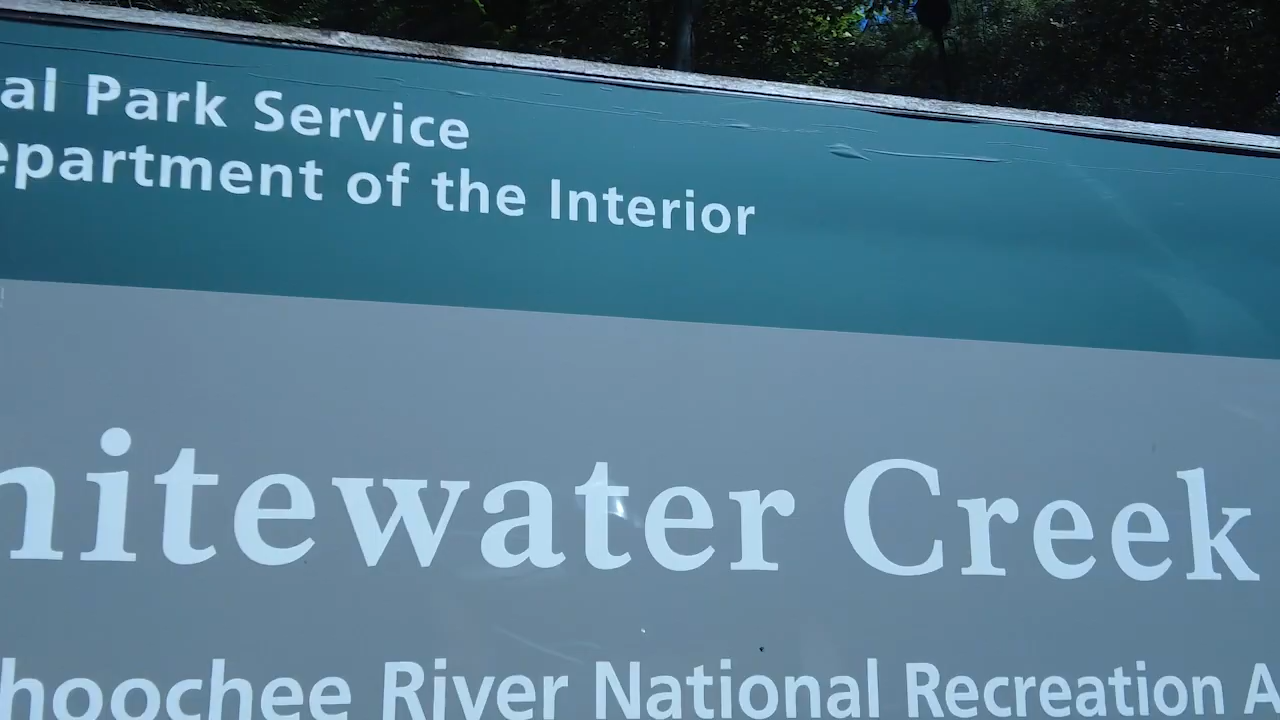 al Park Service
epartment of the Interior
hitewater Creek
hoochee River National Recreation A